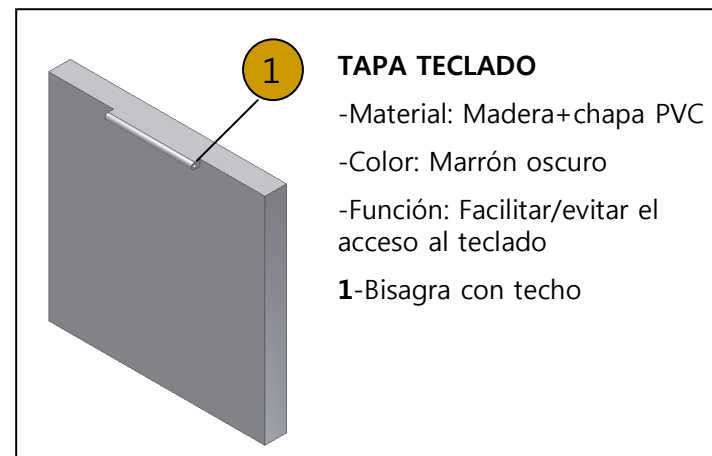 1
TAPA TECLADO
-Material: Madera+chapa PVC
-Color: Marrón oscuro
-Función: Facilitar/evitar el
acceso al teclado
1-Bisagra con techo